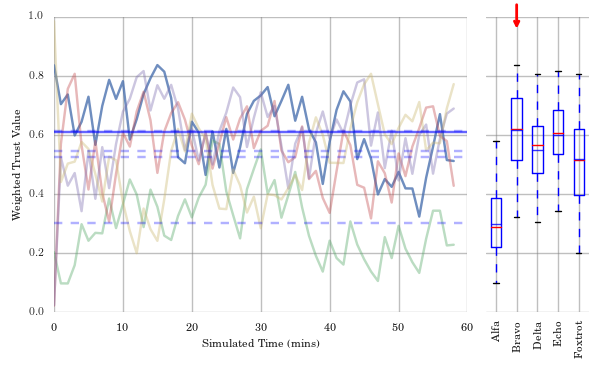 1.0
0.8
0.6
0.4
0.2
0.0
Weighted Trust Value
0 10 20 30 40 50 60
Simulated Time (mins)
Alfa
Bravo
Delta
Echo
Foxtrot